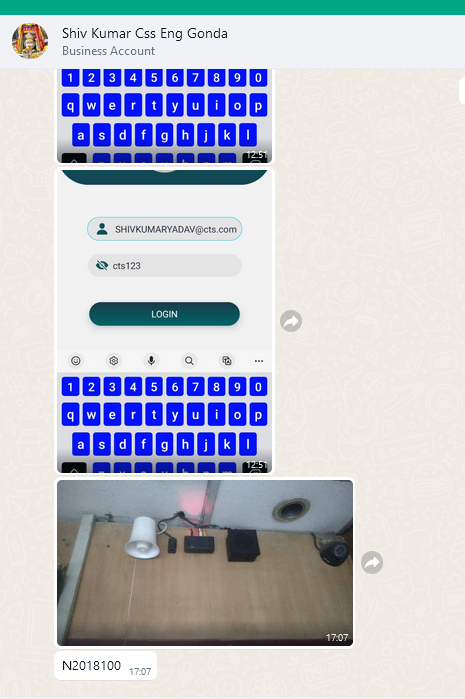 Shiv Kumar Css Eng Gonda
Business Account
1 2 3 4 5 6 7 8 9 0
q w e r t y u i o p
a s d f g h j k l
12:51
SHIVKUMARYADAV@cts.com
cts123
LOGIN
1 2 3 4 5 6 7 8 9 0
q w e r t y u i o p
a s d f g h j k l
12:51
17:07
N2018100 17:07